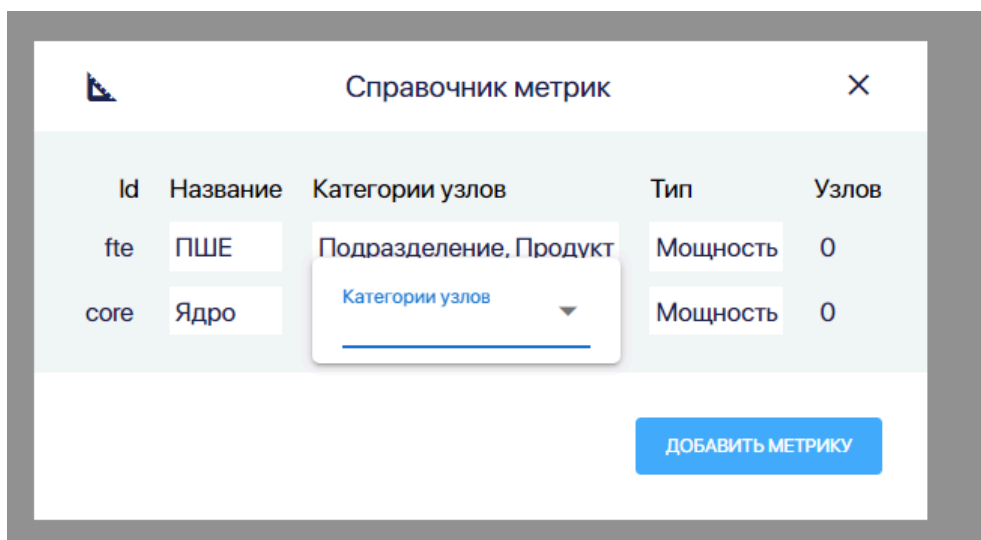 Справочник метрик
Id Название Категории узлов Тип Узлов
fte ПШЕ Подразделение, Продукт Мощность 0
Категории узлов
core Ядро Мощность 0
ДОБАВИТЬ МЕТРИКУ